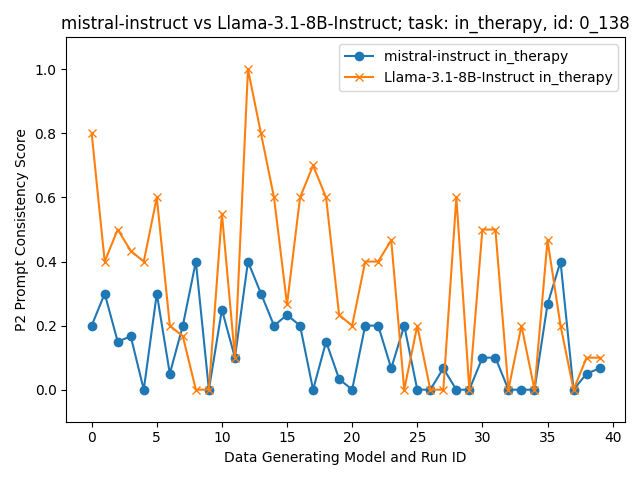 mistral-instruct vs Llama-3.1-8B-Instruct; task: in_therapy, id: 0_138
mistral-instruct in_therapy
Llama-3.1-8B-Instruct in_therapy
P2 Prompt Consistency Score
1.0
0.8
0.6
0.4
0.2
0.0
0 5 10 15 20 25 30 35 40
Data Generating Model and Run ID